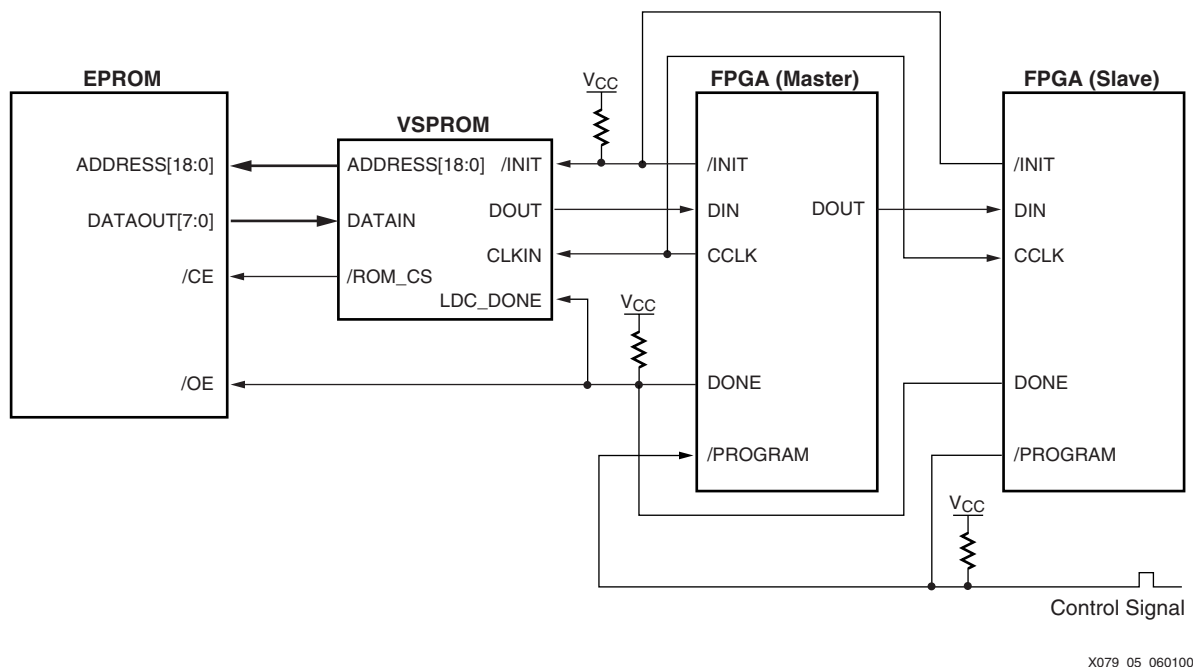 EPROM
ADDRESS[18:0]
DATAOUT[7:0]
/CE
/OE
VSPROM
ADDRESS[18:0]
/INIT
DOUT
DATAIN
CLKIN
/ROM_CS
LDC_DONE
VCC
VCC
FPGA (Master)
/INIT
DIN
DOUT
CCLK
DONE
/PROGRAM
FPGA (Slave)
/INIT
DIN
CCLK
DONE
/PROGRAM
VCC
Control Signal
X079_05_060100